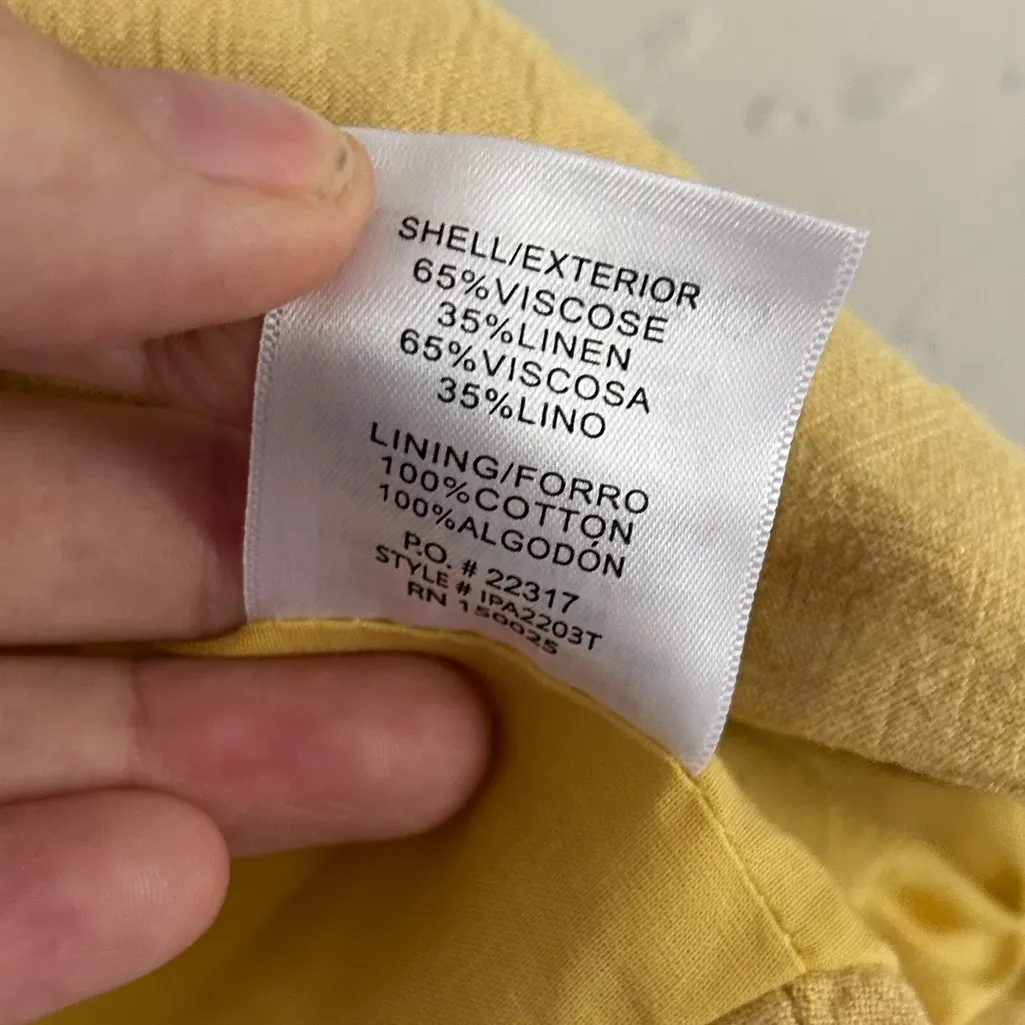 SHELL/EXTERIOR
65%VISCOSE
35%LINEN
65%VISCOSA
35%LINO
LINING/FORRO
100%COTTON
100%ALGODÓN
P.O. # 22317
STYLE # IPA2203T
RN 150025